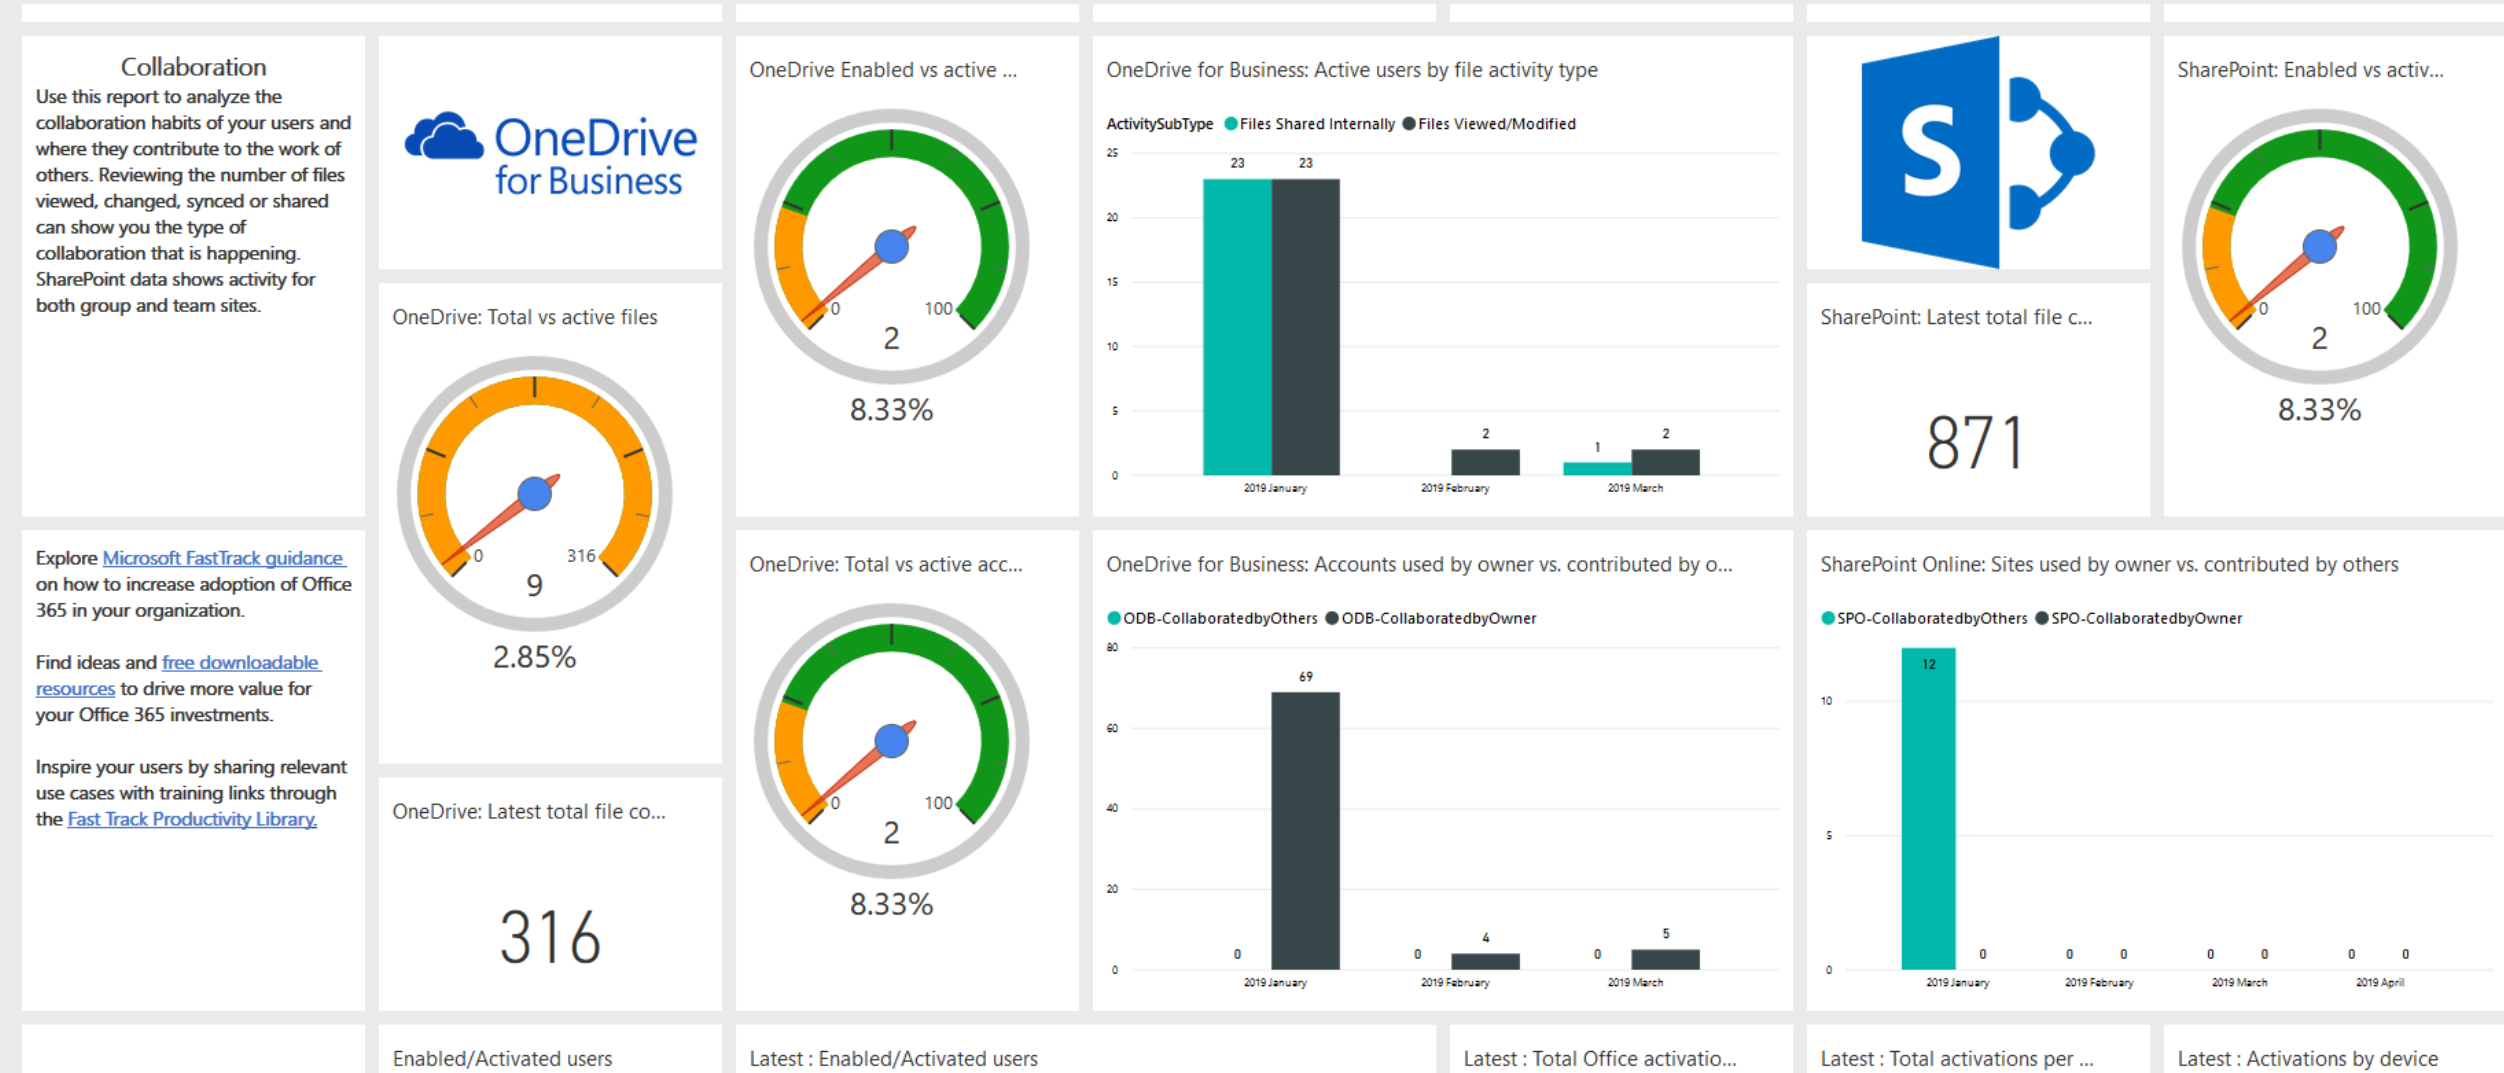 Collaboration
Use this report to analyze the
collaboration habits of your users and
where they contribute to the work of
others. Reviewing the number of files
viewed, changed, synced or shared
can show you the type of
collaboration that is happening.
SharePoint data shows activity for
both group and team sites.
Explore Microsoft FastTrack guidance
on how to increase adoption of Office
365 in your organization.
Find ideas and free downloadable
resources to drive more value for
your Office 365 investments.
Inspire your users by sharing relevant
use cases with training links through
the Fast Track Productivity Library.
OneDrive
for Business
OneDrive: Total vs active files
0
316
9
2.85%
OneDrive: Latest total file co...
316
OneDrive Enabled vs active ...
0
100
2
8.33%
OneDrive: Total vs active acc...
0
100
2
8.33%
OneDrive for Business: Active users by file activity type
ActivitySubType Files Shared Internally Files Viewed/Modified
25
20
15
10
5
0
23 23
2
1 2
2019 January 2019 February 2019 March
OneDrive for Business: Accounts used by owner vs. contributed by o...
ODB-CollaboratedbyOthers ODB-CollaboratedbyOwner
80
60
40
20
0
0 69
0 4
0 5
2019 January 2019 February 2019 March
S
SharePoint: Latest total file c...
871
SharePoint: Enabled vs activ...
0
100
2
8.33%
SharePoint Online: Sites used by owner vs. contributed by others
SPO-CollaboratedbyOthers SPO-CollaboratedbyOwner
10
5
0
12 0
0 0
0 0
0 0
2019 January 2019 February 2019 March 2019 April
Enabled/Activated users
Latest : Enabled/Activated users
Latest : Total Office activatio...
Latest : Total activations per ...
Latest : Activations by device